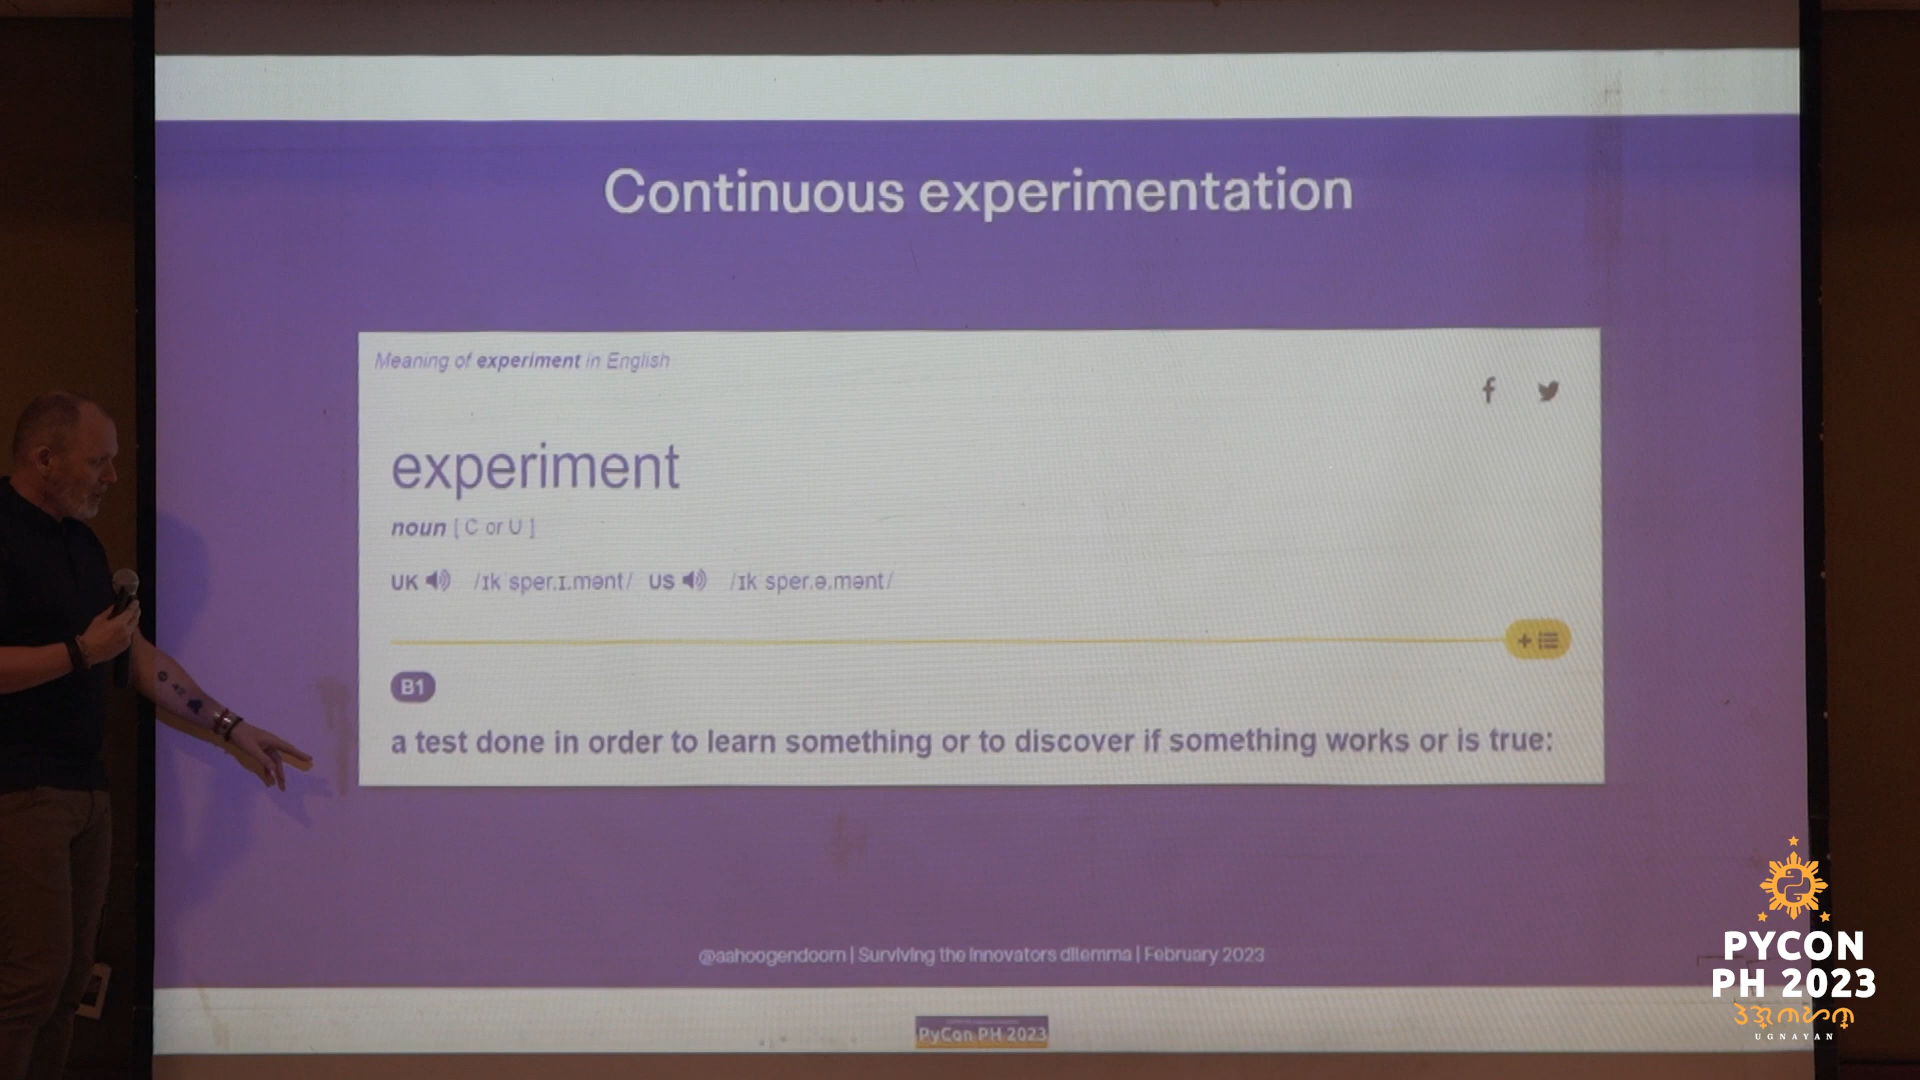 Continuous experimentation
Meaning of experiment in English
experiment
noun [ C or U ]
UK /ɪkˈsper.ɪ.mənt/ US /ɪkˈsper.ə.mənt/
B1
a test done in order to learn something or to discover if something works or is true:
@aahoogendoorn | Surviving the innovators dilemma | February 2023
PyCon PH 2023
42
PYCON
PH 2023
UGNAYAN